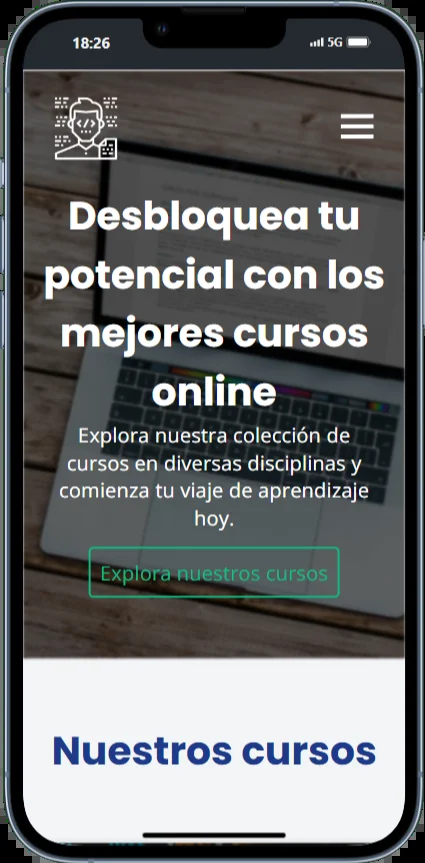 18:26
5G
Desbloquea tu
potencial con los
mejores cursos
online
Explora nuestra colección de
cursos en diversas disciplinas y
comienza tu viaje de aprendizaje
hoy.
Explora nuestros cursos
Nuestros cursos